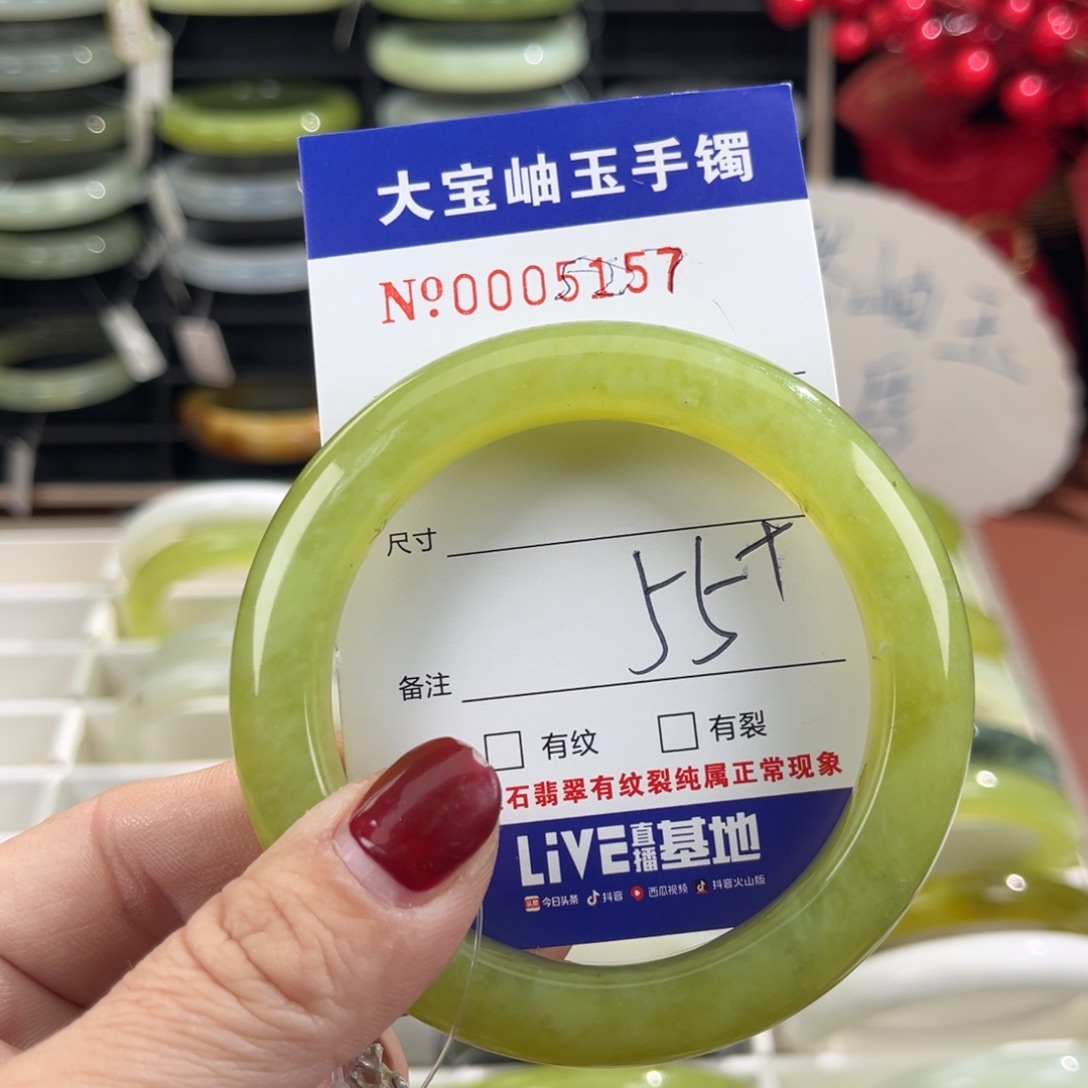 大宝岫玉手镯
№0005157
尺寸
55+
备注
有纹 有裂
石翡翠有纹裂纯属正常现象
LiVE直播基地
今日头条 抖音 西瓜视频 抖音火山版
岫玉